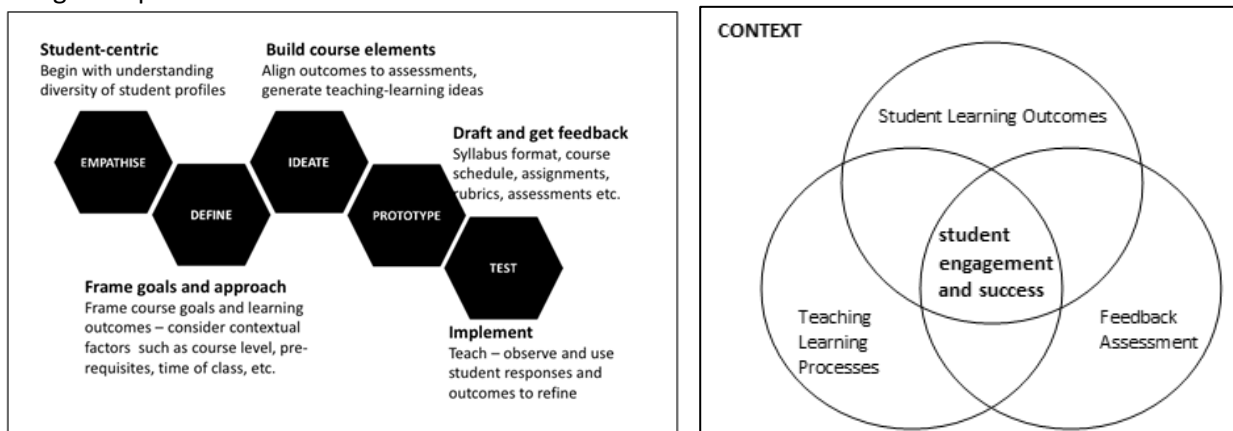 Student-centric
Begin with understanding
diversity of student profiles
Build course elements
Align outcomes to assessments,
generate teaching-learning ideas
Draft and get feedback
Syllabus format, course
schedule, assignments,
rubrics, assessments etc.
EMPATHISE
IDEATE
DEFINE
PROTOTYPE
TEST
Frame goals and approach
Frame course goals and learning
outcomes – consider contextual
factors such as course level, pre-
requisites, time of class, etc.
Implement
Teach – observe and use
student responses and
outcomes to refine
CONTEXT
Student Learning Outcomes
student
engagement
and success
Teaching
Learning
Processes
Feedback
Assessment